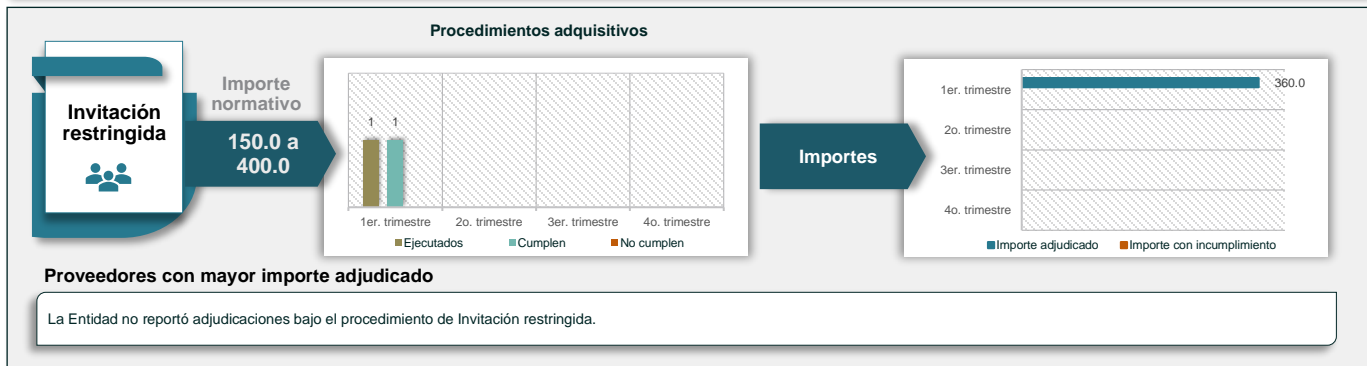 Procedimientos adquisitivos
Invitación
restringida
Importe
normativo
150.0 a
400.0
1
1
1er. trimestre
2o. trimestre
3er. trimestre
4o. trimestre
Ejecutados
Cumplen
No cumplen
Importes
1er. trimestre
360.0
2o. trimestre
3er. trimestre
4o. trimestre
Importe adjudicado
Importe con incumplimiento
Proveedores con mayor importe adjudicado
La Entidad no reportó adjudicaciones bajo el procedimiento de Invitación restringida.